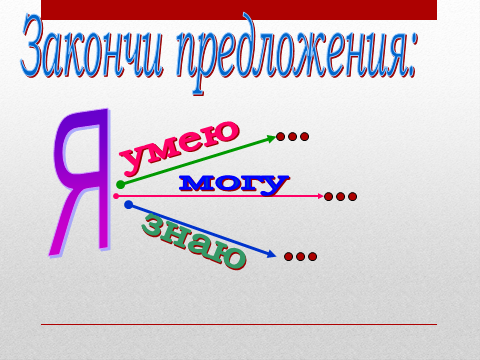 Закончи предложения:
Я
умею ...
могу ...
знаю ...